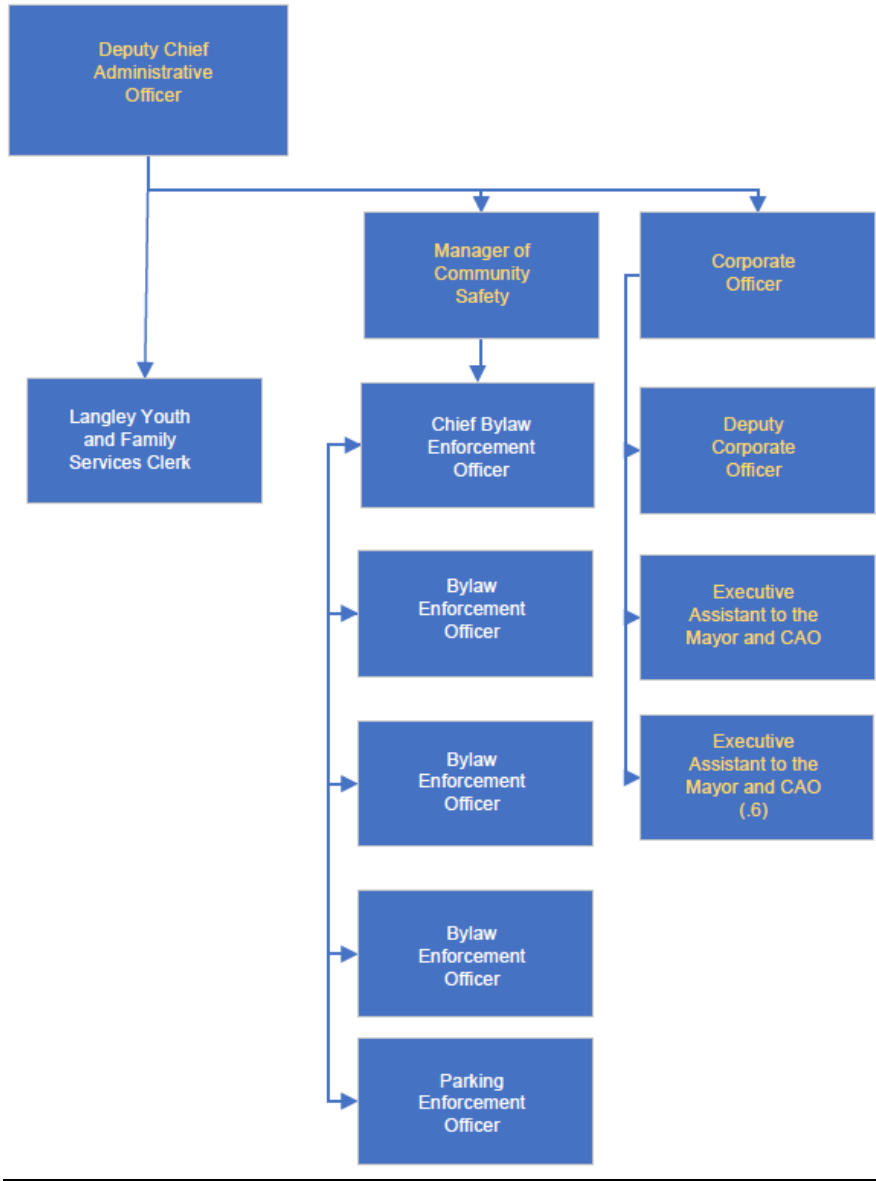 Deputy Chief
Administrative
Officer
Manager of
Community
Safety
Corporate
Officer
Langley Youth
and Family
Services Clerk
Chief Bylaw
Enforcement
Officer
Deputy
Corporate
Officer
Bylaw
Enforcement
Officer
Executive
Assistant to the
Mayor and CAO
Bylaw
Enforcement
Officer
Executive
Assistant to the
Mayor and CAO
(.6)
Bylaw
Enforcement
Officer
Parking
Enforcement
Officer